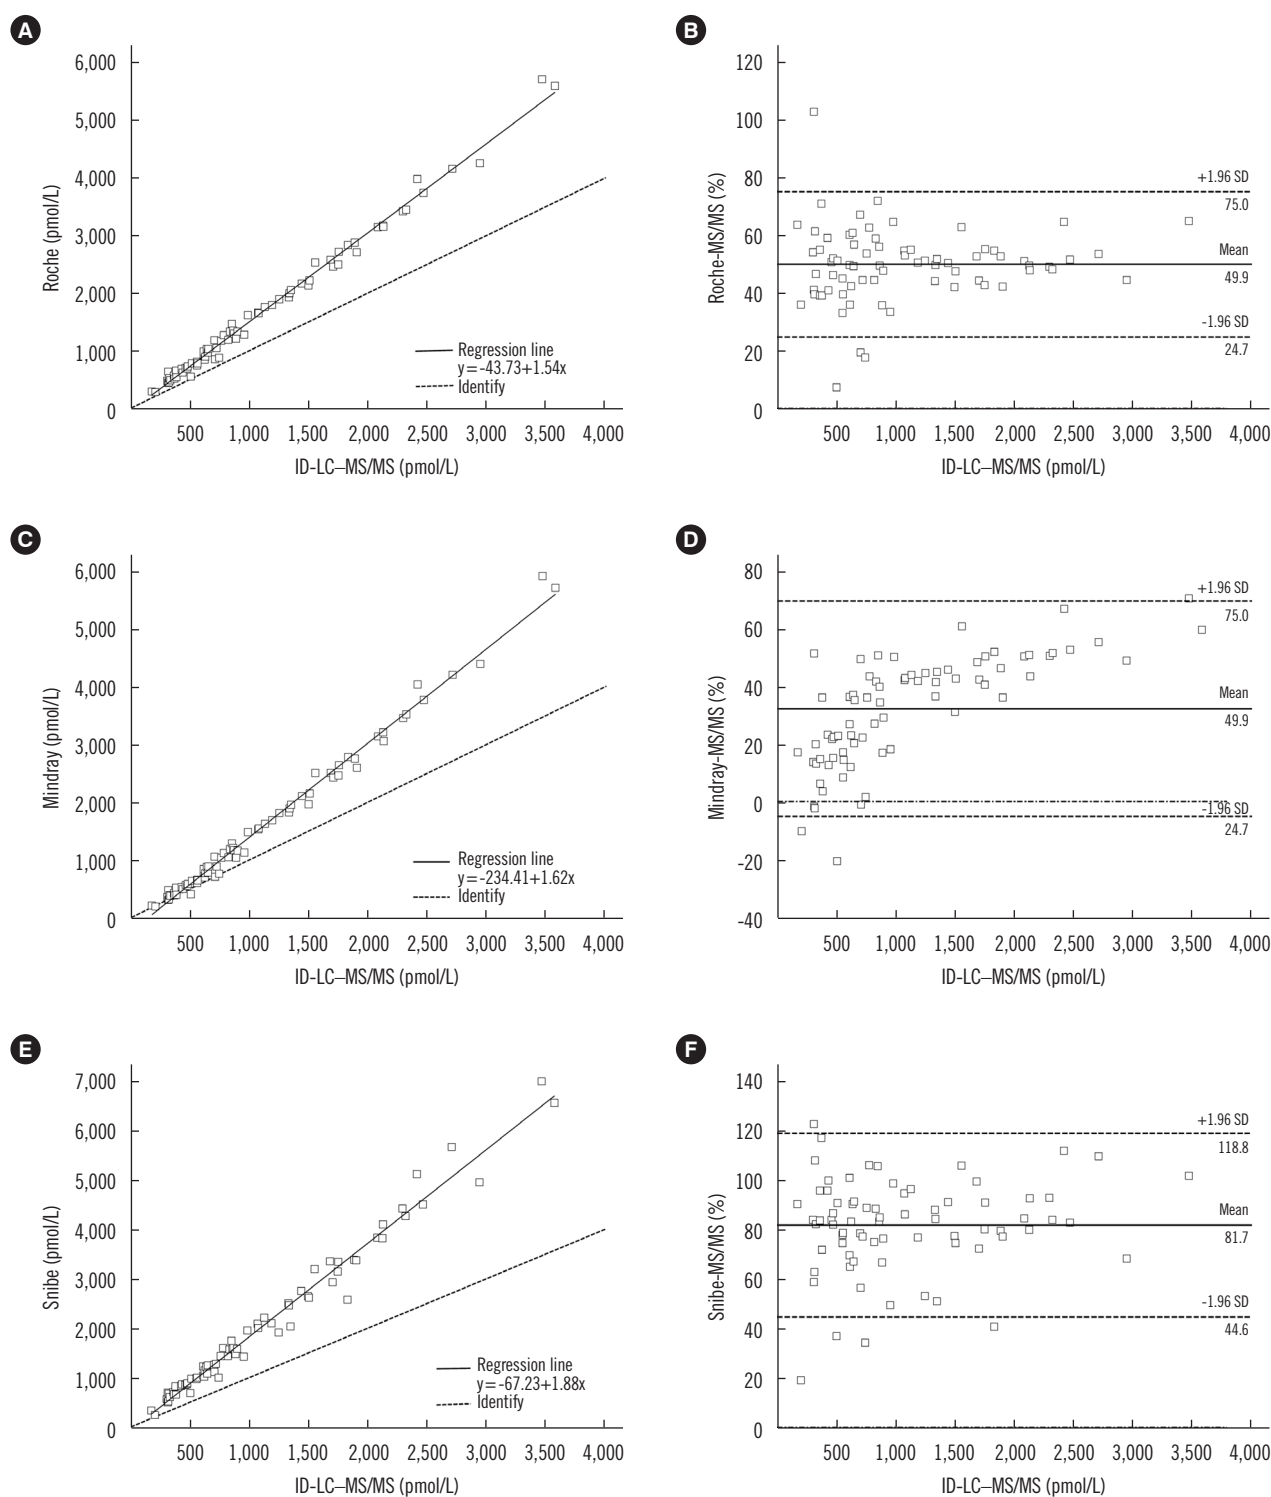 A
6,000
5,000
4,000
3,000
2,000
1,000
0
Roche (pmol/L)
Regression line
y=-43.73+1.54x
Identify
500 1,000 1,500 2,000 2,500 3,000 3,500 4,000
ID-LC–MS/MS (pmol/L)
B
120
100
80
60
40
20
0
Roche-MS/MS (%)
+1.96 SD
75.0
Mean
49.9
-1.96 SD
24.7
500 1,000 1,500 2,000 2,500 3,000 3,500 4,000
ID-LC–MS/MS (pmol/L)
C
6,000
5,000
4,000
3,000
2,000
1,000
0
Mindray (pmol/L)
Regression line
y=-234.41+1.62x
Identify
500 1,000 1,500 2,000 2,500 3,000 3,500 4,000
ID-LC–MS/MS (pmol/L)
D
80
60
40
20
0
-20
-40
Mindray-MS/MS (%)
+1.96 SD
75.0
Mean
49.9
-1.96 SD
24.7
500 1,000 1,500 2,000 2,500 3,000 3,500 4,000
ID-LC–MS/MS (pmol/L)
E
7,000
6,000
5,000
4,000
3,000
2,000
1,000
0
Snibe (pmol/L)
Regression line
y=-67.23+1.88x
Identify
500 1,000 1,500 2,000 2,500 3,000 3,500 4,000
ID-LC–MS/MS (pmol/L)
F
140
120
100
80
60
40
20
0
Snibe-MS/MS (%)
+1.96 SD
118.8
Mean
81.7
-1.96 SD
44.6
500 1,000 1,500 2,000 2,500 3,000 3,500 4,000
ID-LC–MS/MS (pmol/L)